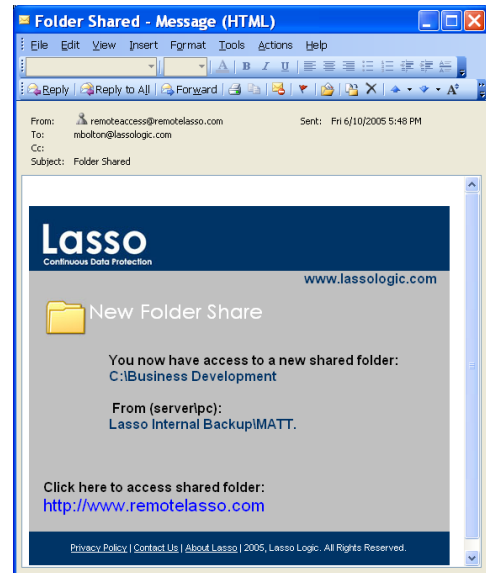 Folder Shared - Message (HTML)
File Edit View Insert Format Tools Actions Help
A B I U
Reply Reply to All Forward
From: remoteaccess@remotelasso.com Sent: Fri 6/10/2005 5:48 PM
To: mbolton@lassologic.com
Cc:
Subject: Folder Shared
Lasso
Continuous Data Protection
www.lassologic.com
New Folder Share
You now have access to a new shared folder:
C:\Business Development
From (server\pc):
Lasso Internal Backup\MATT.
Click here to access shared folder:
http://www.remotelasso.com
Privacy Policy | Contact Us | About Lasso | 2005, Lasso Logic. All Rights Reserved.